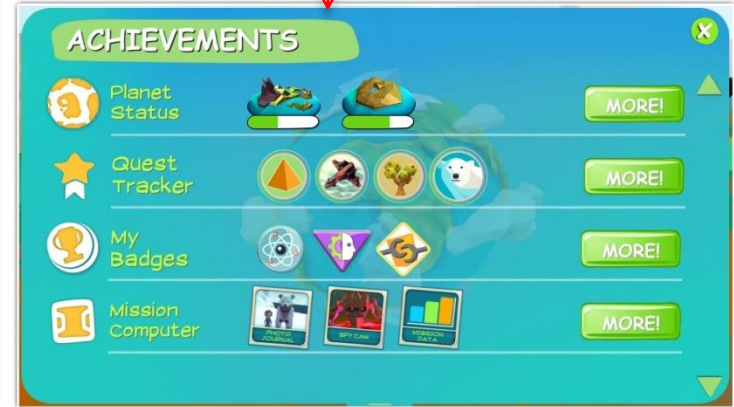 ACHIEVEMENTS
X
Planet
Status
MORE!
Quest
Tracker
MORE!
My
Badges
MORE!
Mission
Computer
PHOTO
JOURNAL
SPY CAM
MISSION
DATA
MORE!